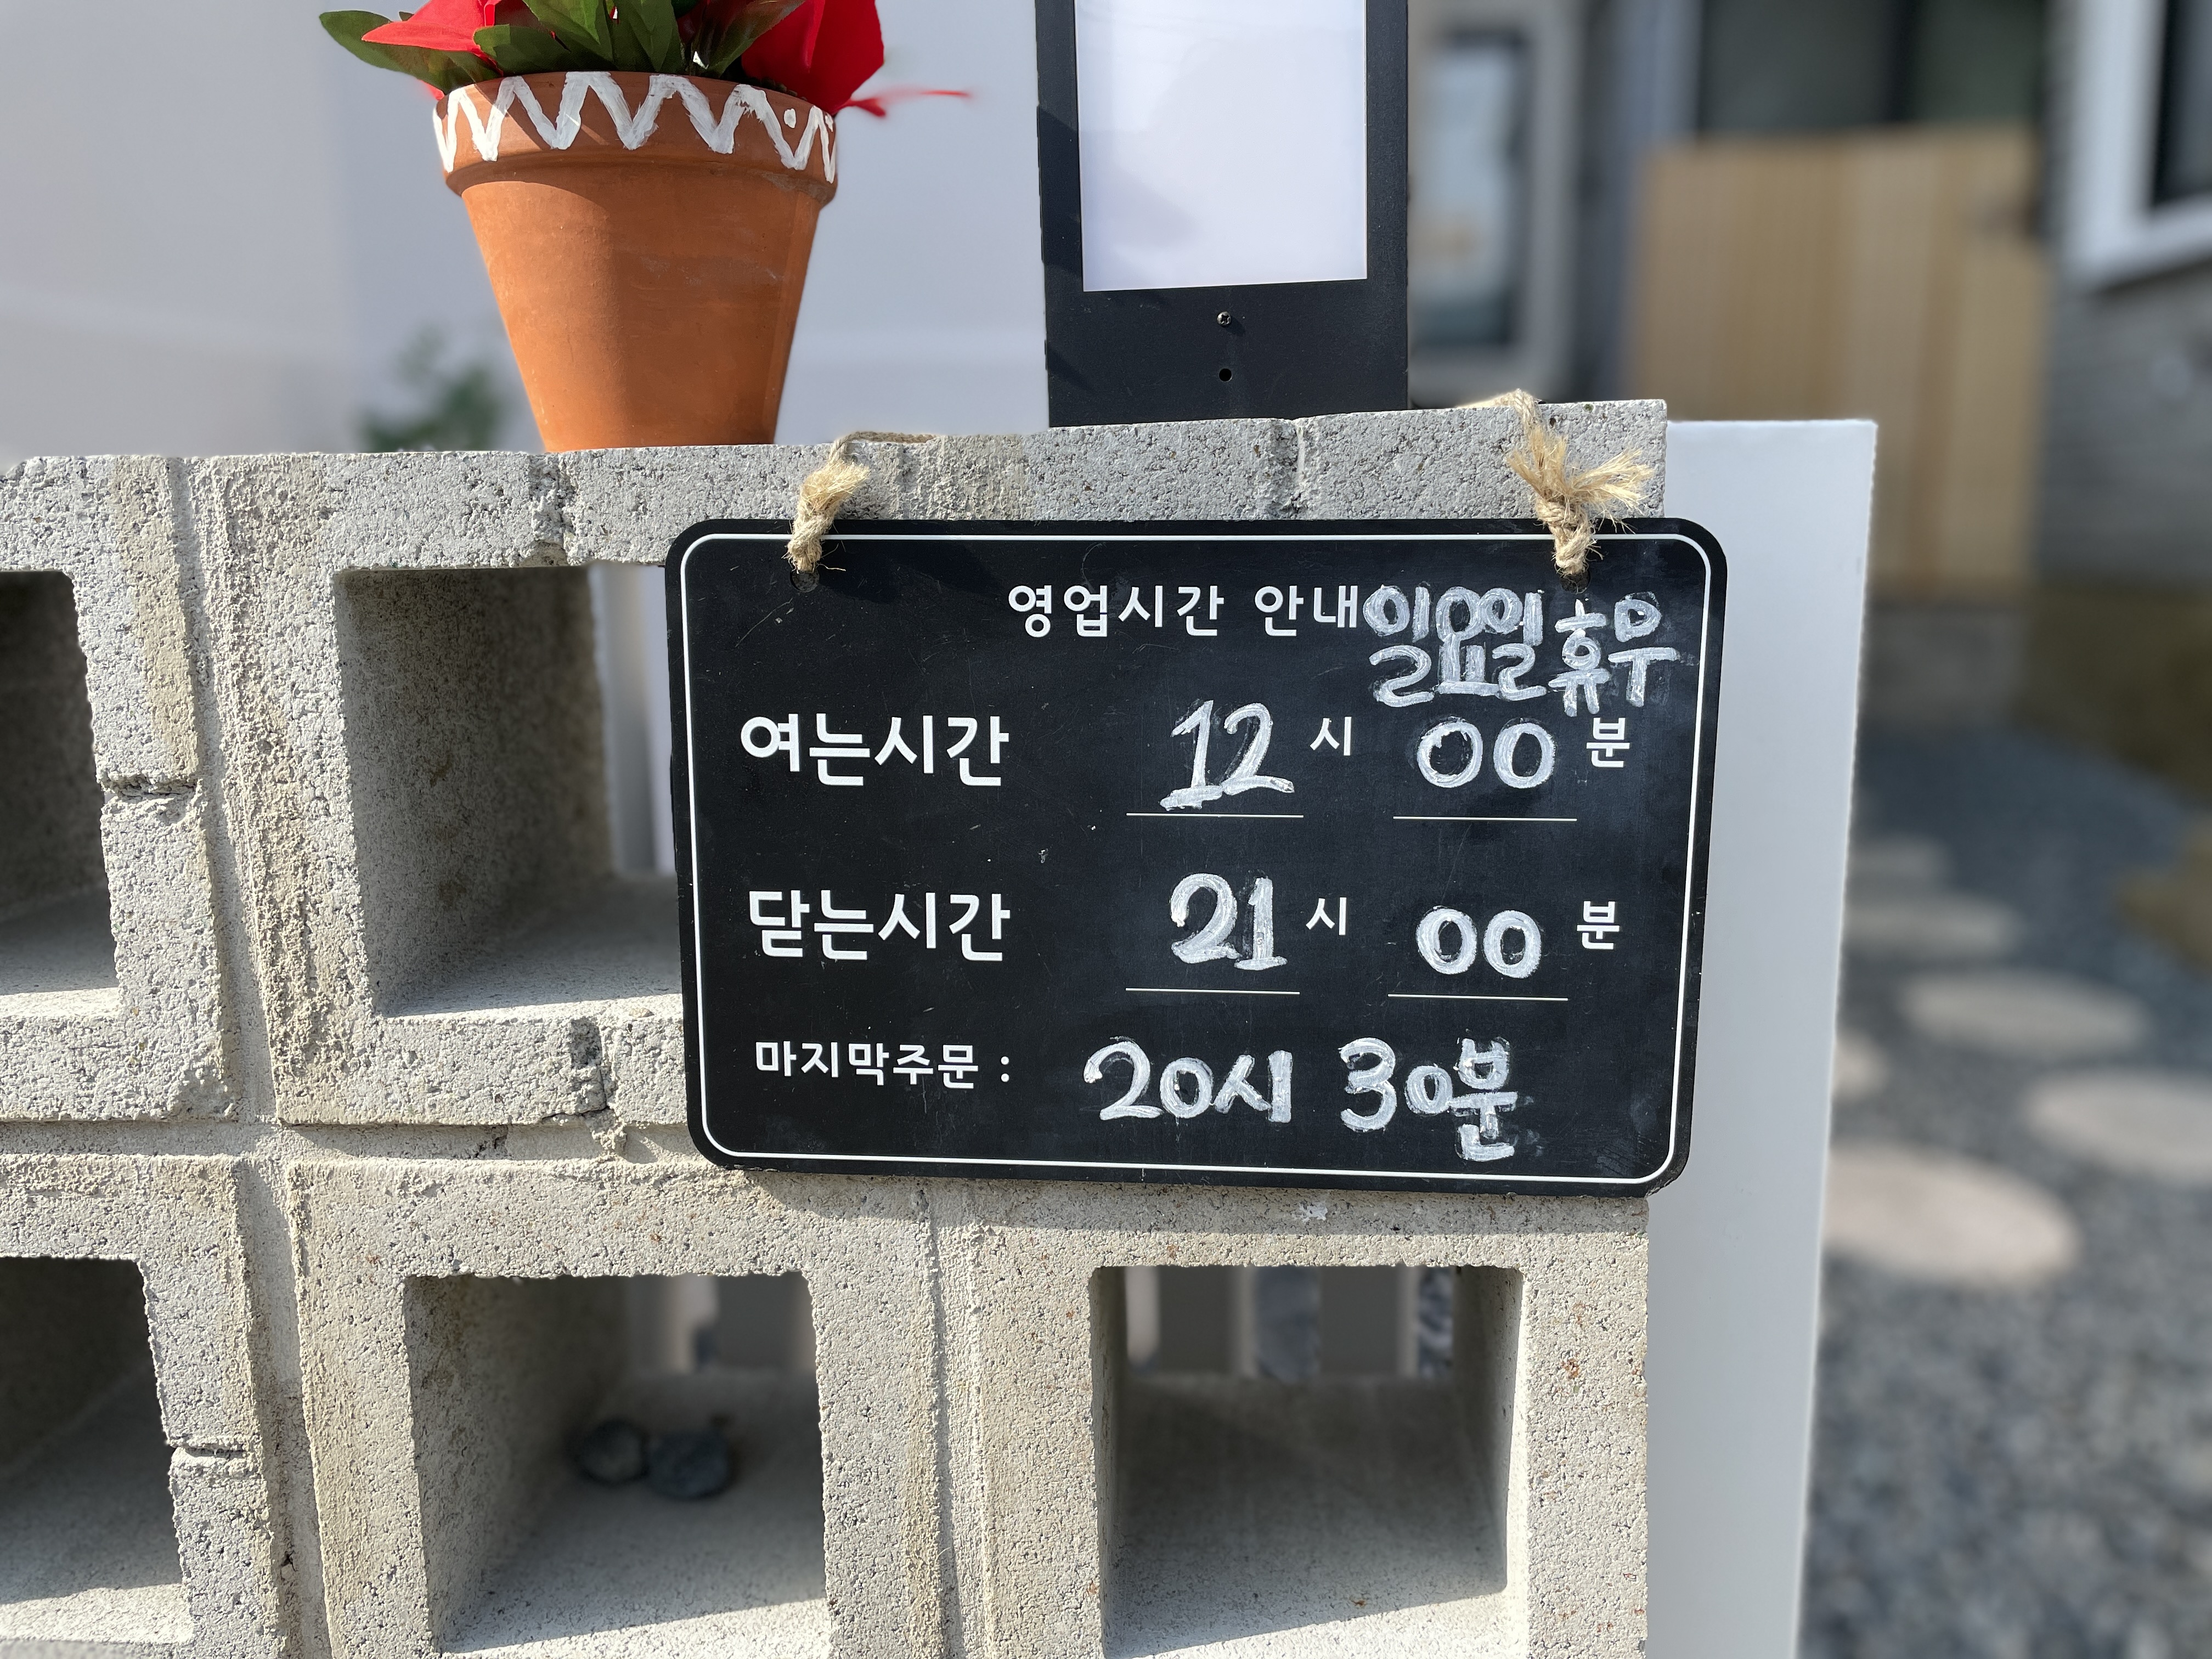 영업시간 안내 일요일 휴무
여는시간 12 시 00 분
닫는시간 21 시 00 분
마지막주문 : 20시 30분